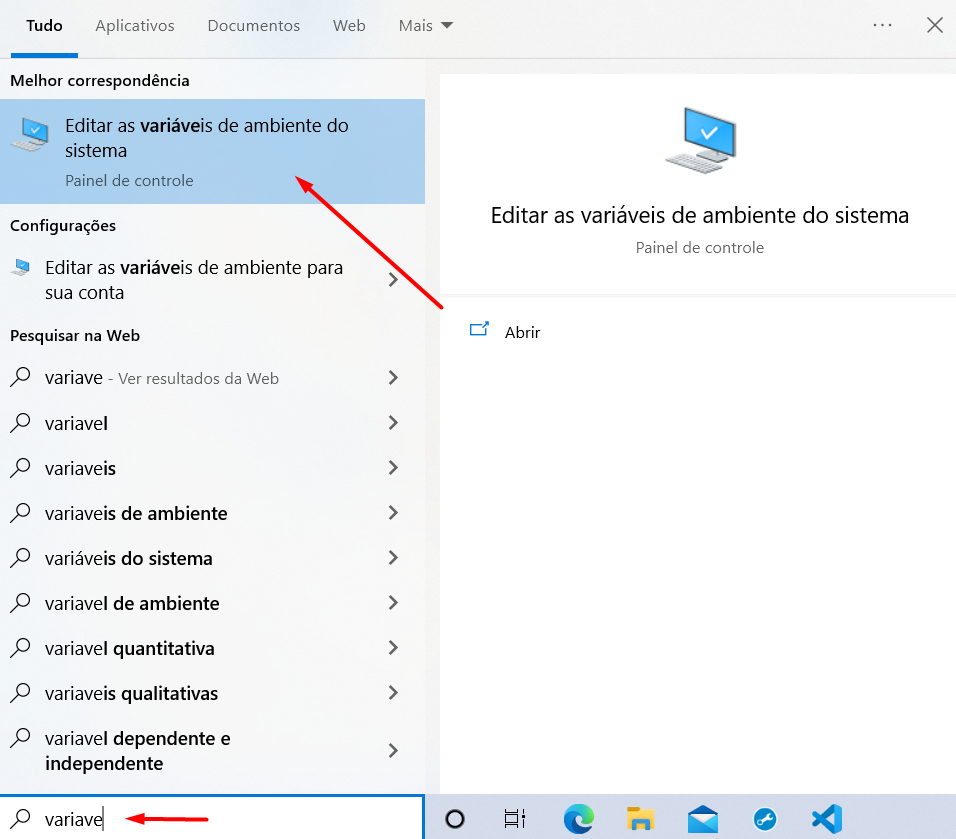 Tudo Aplicativos Documentos Web Mais
Melhor correspondência
Editar as variáveis de ambiente do
sistema
Painel de controle
Configurações
Editar as variáveis de ambiente para
sua conta
Pesquisar na Web
variave - Ver resultados da Web
variavel
variaveis
variaveis de ambiente
variáveis do sistema
variavel de ambiente
variavel quantitativa
variaveis qualitativas
variavel dependente e
independente
variave
Editar as variáveis de ambiente do sistema
Painel de controle
Abrir